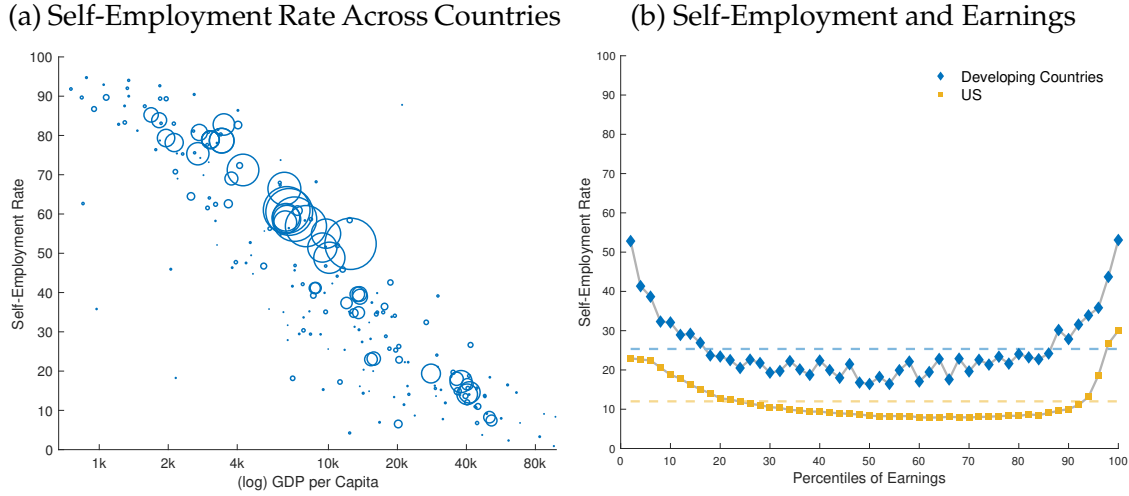 (a) Self-Employment Rate Across Countries
100
90
80
70
60
50
40
30
20
10
0
Self-Employment Rate
1k 2k 4k 10k 20k 40k 80k
(log) GDP per Capita
(b) Self-Employment and Earnings
100
90
80
70
60
50
40
30
20
10
0
Self-Employment Rate
Developing Countries
US
0 10 20 30 40 50 60 70 80 90 100
Percentiles of Earnings